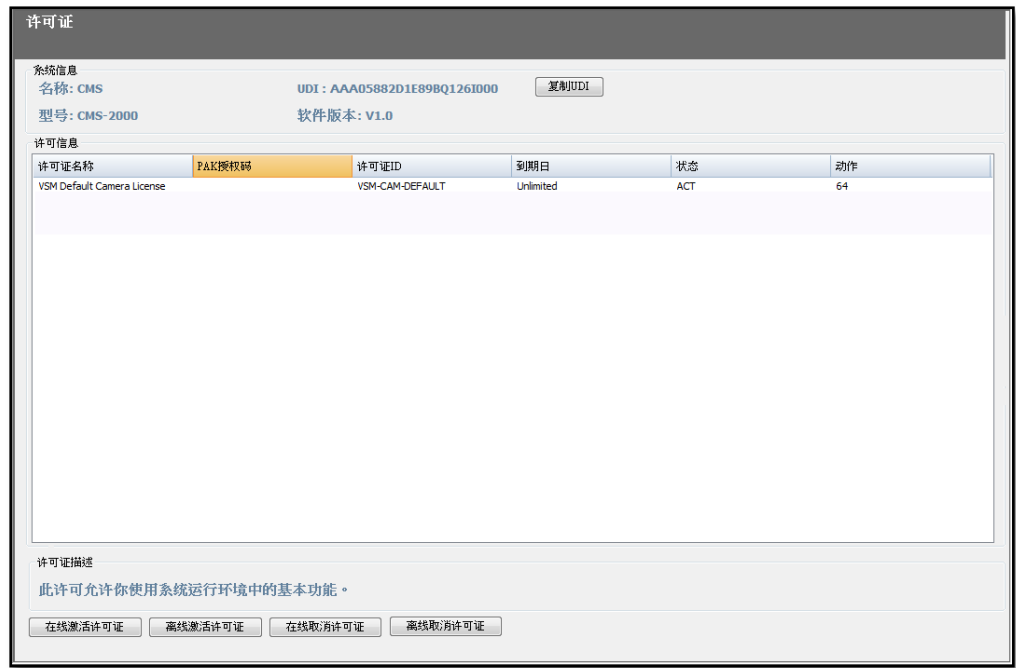 许可证
系统信息
名称: CMS UDI : AAA05882D1E89BQ126I000 复制UDI
型号: CMS-2000 软件版本: V1.0
许可信息
许可证名称 PAK授权码 许可证ID 到期日 状态 动作
VSM Default Camera License VSM-CAM-DEFAULT Unlimited ACT 64
许可证描述
此许可允许你使用系统运行环境中的基本功能。
在线激活许可证 离线激活许可证 在线取消许可证 离线取消许可证